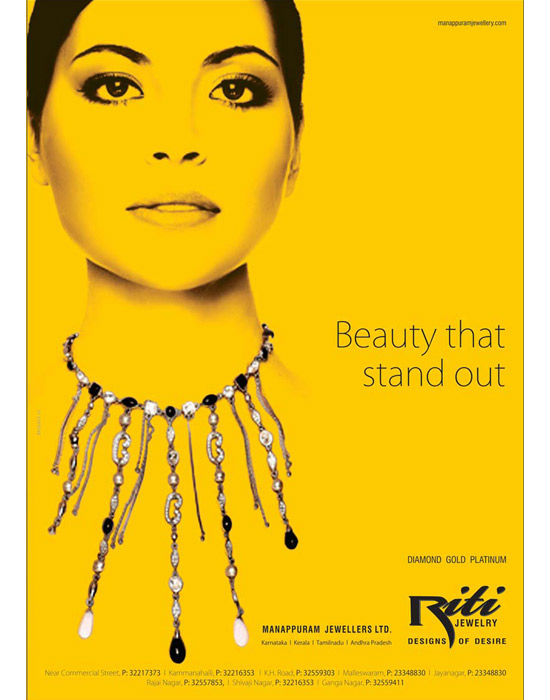 manappuramjewellery.com
Beauty that
stand out
DIAMOND GOLD PLATINUM
Riti
JEWELRY
DESIGNS OF DESIRE
MANAPPURAM JEWELLERS LTD.
Karnataka I Kerala I Tamilnadu I Andhra Pradesh
Near Commercial Street, P: 32217373 I Kammanahalli, P: 32216353 I K.H. Road, P: 32559303 I Malleswaram, P: 23348830 I Jayanagar, P: 23348830
Rajaji Nagar, P: 32557853, I Shivaji Nagar, P: 32216353 I Ganga Nagar, P: 32559411